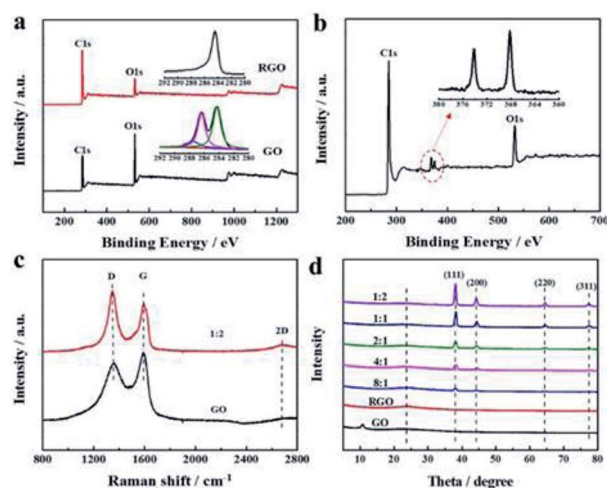 a
C1s
O1s
292 290 288 286 284 282 280
RGO
C1s
O1s
292 290 288 286 284 282 280
GO
Intensity / a.u.
200 400 600 800 1000 1200
Binding Energy / eV
b
C1s
380 376 372 368 364 360
O1s
Intensity / a.u.
200 300 400 500 600 700
Binding Energy / eV
c
D G
1:2
2D
GO
Intensity / a.u.
800 1200 1600 2000 2400 2800
Raman shift / cm-1
d
(111) (200) (220) (311)
1:2
1:1
2:1
4:1
8:1
RGO
GO
Intensity
10 20 30 40 50 60 70 80
Theta / degree